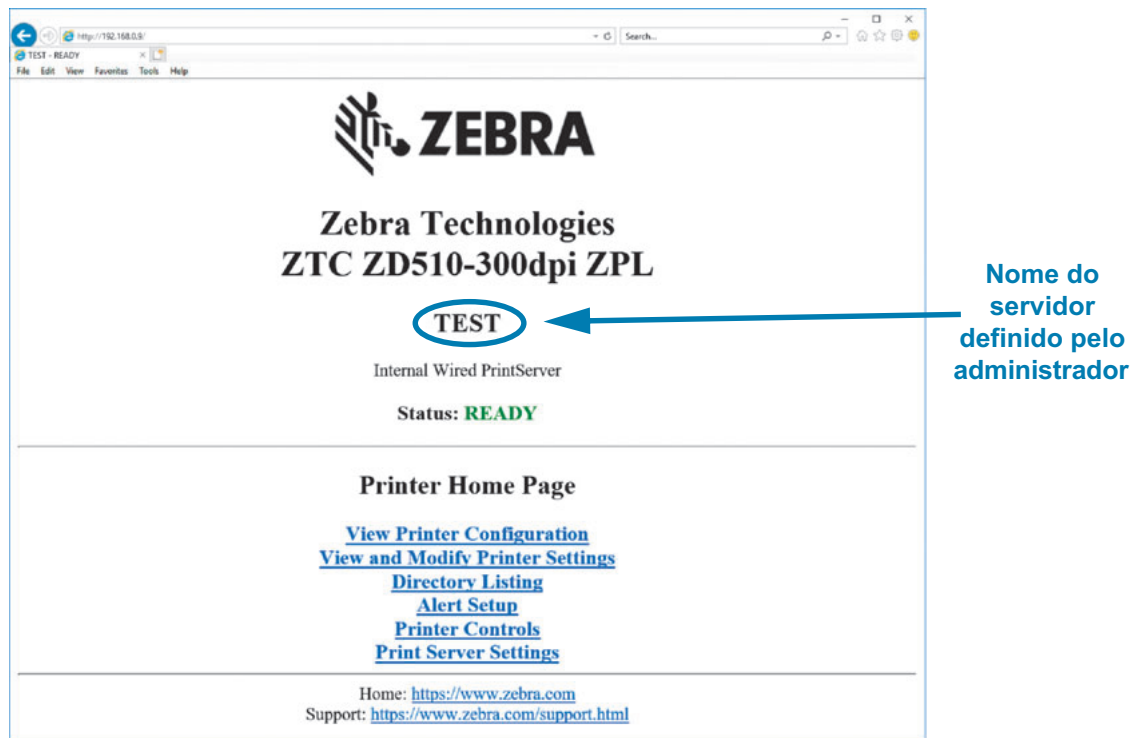 http://192.168.0.9/
Search...
TEST - READY
File Edit View Favorites Tools Help
ZEBRA
Zebra Technologies
ZTC ZD510-300dpi ZPL
TEST
Nome do
servidor
definido pelo
administrador
Internal Wired PrintServer
Status: READY
Printer Home Page
View Printer Configuration
View and Modify Printer Settings
Directory Listing
Alert Setup
Printer Controls
Print Server Settings
Home: https://www.zebra.com
Support: https://www.zebra.com/support.html